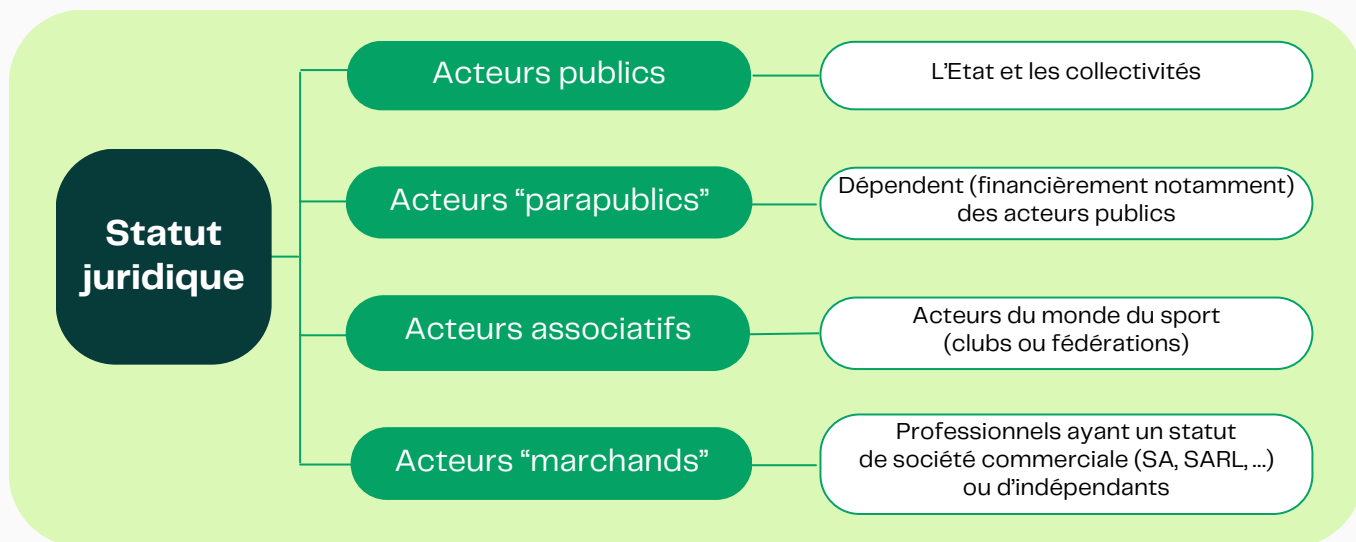 Statut
juridique
Acteurs publics
L'Etat et les collectivités
Acteurs “parapublics”
Dépendent (financièrement notamment)
des acteurs publics
Acteurs associatifs
Acteurs du monde du sport
(clubs ou fédérations)
Acteurs “marchands”
Professionnels ayant un statut
de société commerciale (SA, SARL, ...)
ou d'indépendants